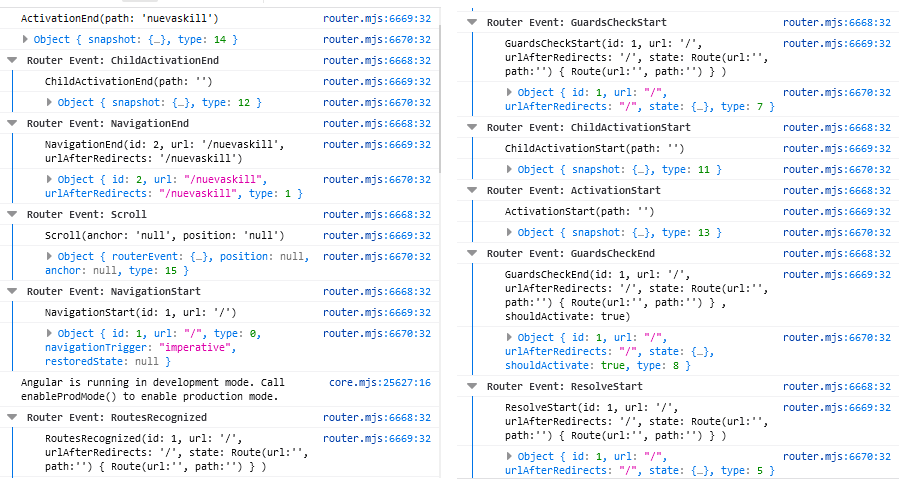 ActivationEnd(path: 'nuevaskill') router.mjs:6669:32
Object { snapshot: {…}, type: 14 } router.mjs:6670:32
Router Event: ChildActivationEnd router.mjs:6668:32
ChildActivationEnd(path: '') router.mjs:6669:32
Object { snapshot: {…}, type: 12 } router.mjs:6670:32
Router Event: NavigationEnd router.mjs:6668:32
NavigationEnd(id: 2, url: '/nuevaskill', router.mjs:6669:32
urlAfterRedirects: '/nuevaskill')
Object { id: 2, url: "/nuevaskill", router.mjs:6670:32
urlAfterRedirects: "/nuevaskill", type: 1 }
Router Event: Scroll router.mjs:6668:32
Scroll(anchor: 'null', position: 'null') router.mjs:6669:32
Object { routerEvent: {…}, position: null, router.mjs:6670:32
anchor: null, type: 15 }
Router Event: NavigationStart router.mjs:6668:32
NavigationStart(id: 1, url: '/') router.mjs:6669:32
Object { id: 1, url: "/", type: 0, router.mjs:6670:32
navigationTrigger: "imperative",
restoredState: null }
Angular is running in development mode. Call core.mjs:25627:16
enableProdMode() to enable production mode.
Router Event: RoutesRecognized router.mjs:6668:32
RoutesRecognized(id: 1, url: '/', router.mjs:6669:32
urlAfterRedirects: '/', state: Route(url:'',
path:'') { Route(url:'', path:'') } )
Router Event: GuardsCheckStart router.mjs:6668:32
GuardsCheckStart(id: 1, url: '/', router.mjs:6669:32
urlAfterRedirects: '/', state: Route(url:'',
path:'') { Route(url:'', path:'') } )
Object { id: 1, url: "/", router.mjs:6670:32
urlAfterRedirects: "/", state: {…}, type: 7 }
Router Event: ChildActivationStart router.mjs:6668:32
ChildActivationStart(path: '') router.mjs:6669:32
Object { snapshot: {…}, type: 11 } router.mjs:6670:32
Router Event: ActivationStart router.mjs:6668:32
ActivationStart(path: '') router.mjs:6669:32
Object { snapshot: {…}, type: 13 } router.mjs:6670:32
Router Event: GuardsCheckEnd router.mjs:6668:32
GuardsCheckEnd(id: 1, url: '/', router.mjs:6669:32
urlAfterRedirects: '/', state: Route(url:'',
path:'') { Route(url:'', path:'') } ,
shouldActivate: true)
Object { id: 1, url: "/", router.mjs:6670:32
urlAfterRedirects: "/", state: {…},
shouldActivate: true, type: 8 }
Router Event: ResolveStart router.mjs:6668:32
ResolveStart(id: 1, url: '/', router.mjs:6669:32
urlAfterRedirects: '/', state: Route(url:'',
path:'') { Route(url:'', path:'') } )
Object { id: 1, url: "/", router.mjs:6670:32
urlAfterRedirects: "/", state: {…}, type: 5 }